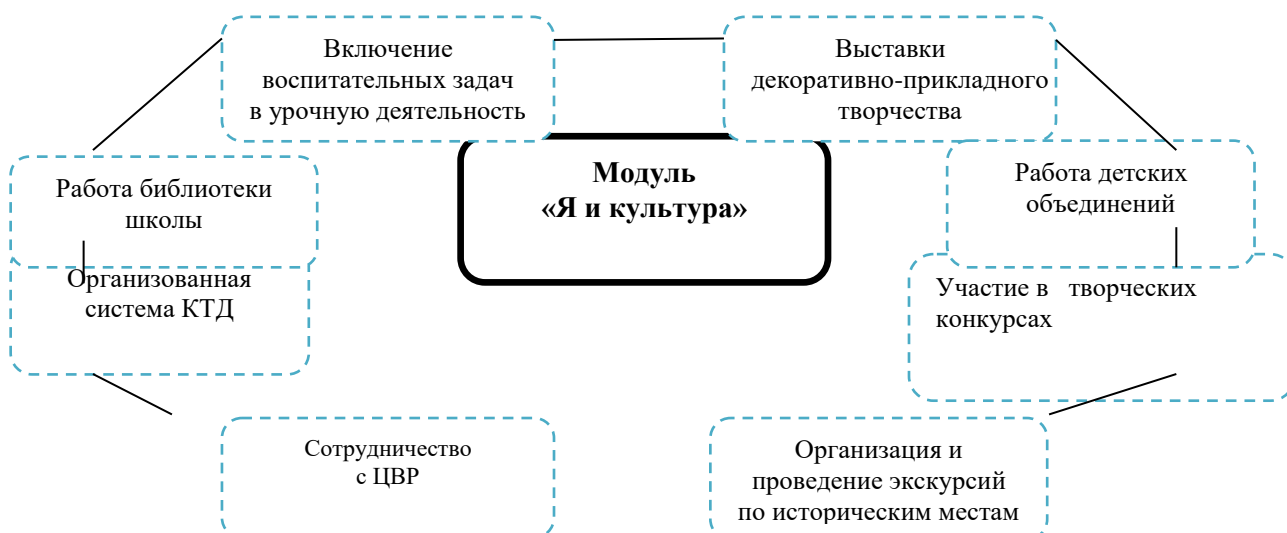 Включение
воспитательных задач
в урочную деятельность
Выставки
декоративно-прикладного
творчества
Модуль
«Я и культура»
Работа библиотеки
школы
Работа детских
объединений
Организованная
система КТД
Участие в творческих
конкурсах
Сотрудничество
с ЦВР
Организация и
проведение экскурсий
по историческим местам